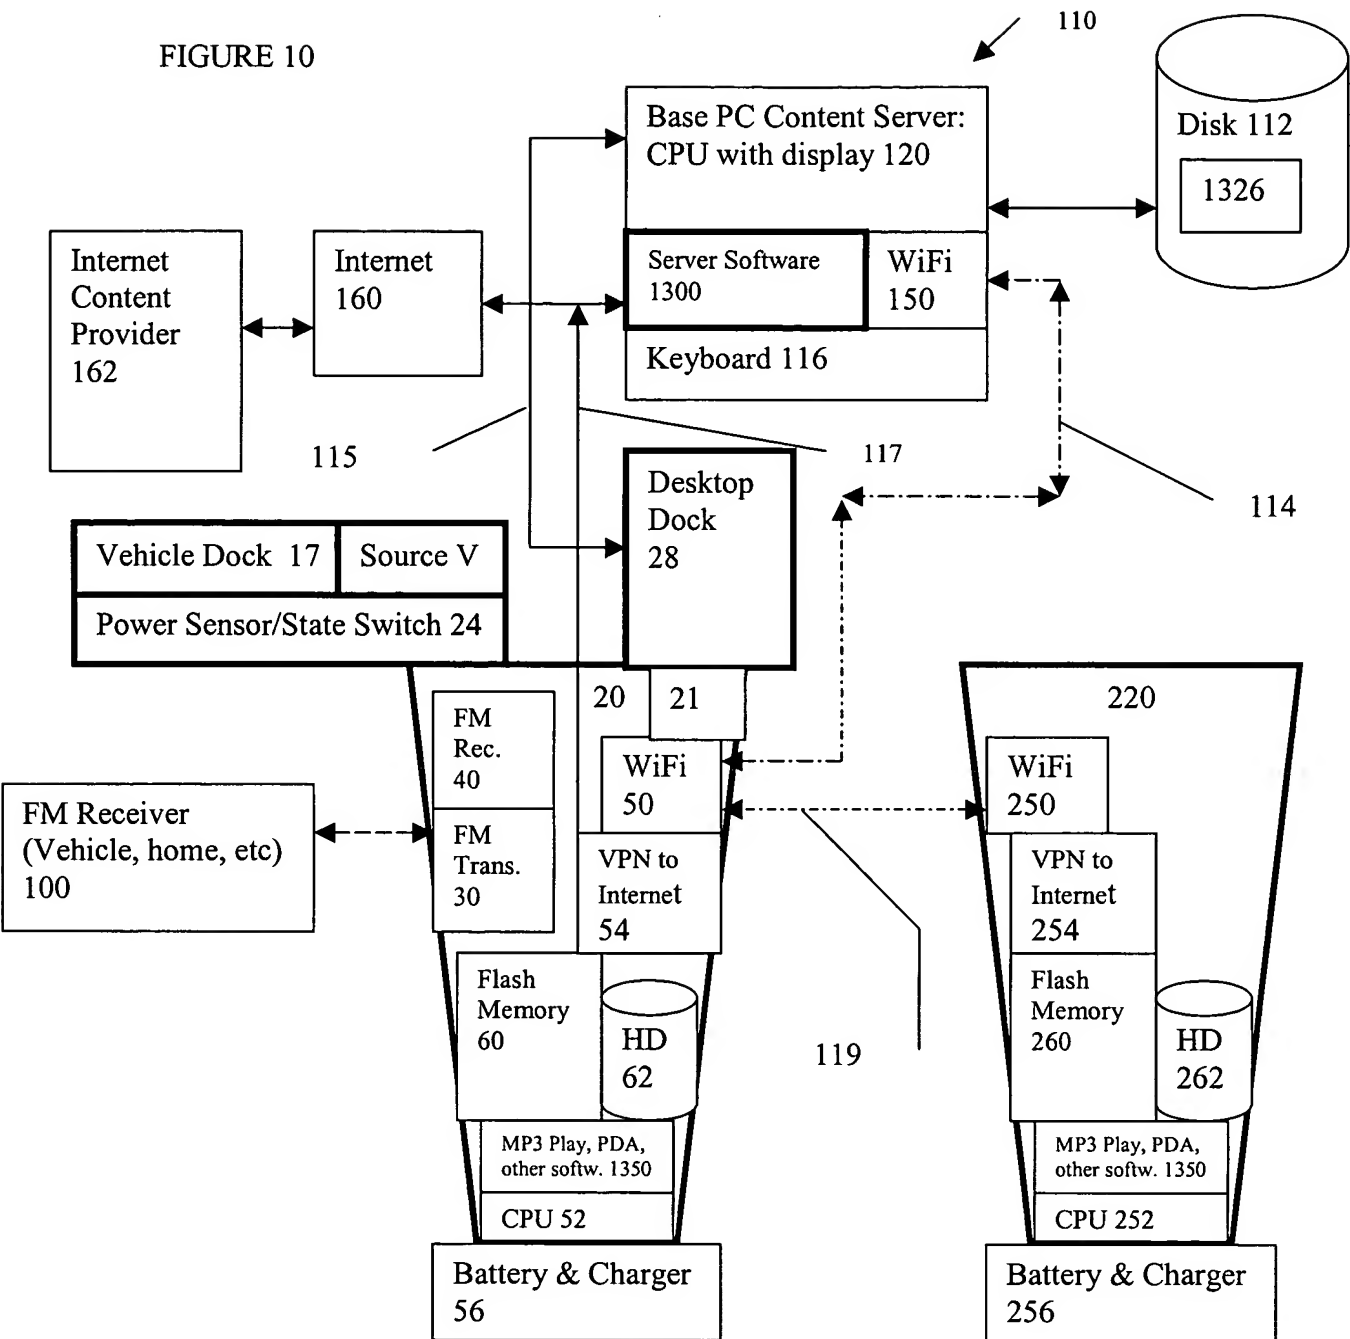 FIGURE 10
110
Base PC Content Server:
CPU with display 120
Disk 112
1326
Internet
Content
Provider
162
Internet
160
Server Software
1300
WiFi
150
Keyboard 116
115
117
114
Desktop
Dock
28
Vehicle Dock 17
Source V
Power Sensor/State Switch 24
20
21
220
FM
Rec.
40
WiFi
50
WiFi
250
FM Receiver
(Vehicle, home, etc)
100
FM
Trans.
30
VPN to
Internet
54
VPN to
Internet
254
Flash
Memory
60
HD
62
119
Flash
Memory
260
HD
262
MP3 Play, PDA,
other softw. 1350
CPU 52
MP3 Play, PDA,
other softw. 1350
CPU 252
Battery & Charger
56
Battery & Charger
256